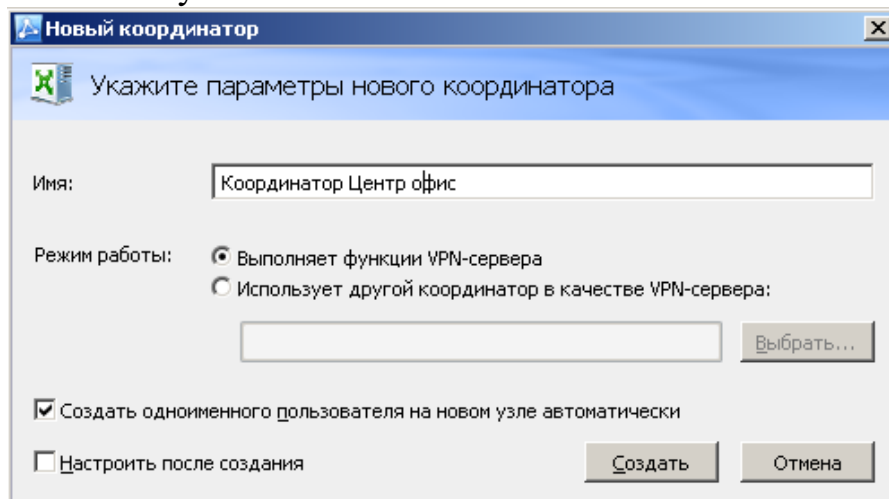 Новый координатор
Укажите параметры нового координатора
Имя: Координатор Центр офис
Режим работы: Выполняет функции VPN-сервера
Использует другой координатор в качестве VPN-сервера:
Выбрать...
Создать одноименного пользователя на новом узле автоматически
Настроить после создания Создать Отмена